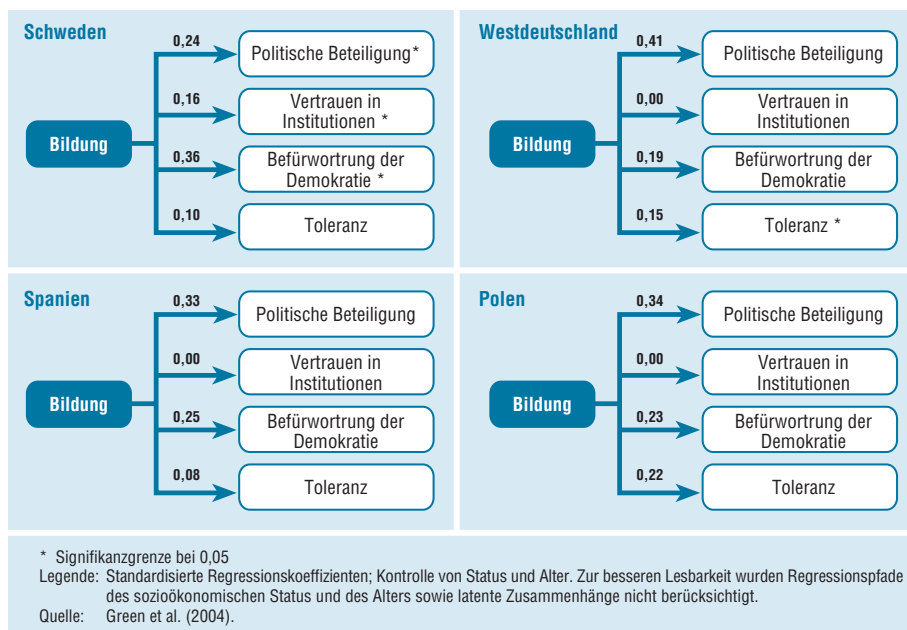 Schweden
0,24
Politische Beteiligung*
0,16
Vertrauen in
Institutionen *
Bildung
0,36
Befürwortrung der
Demokratie *
0,10
Toleranz
Westdeutschland
0,41
Politische Beteiligung
0,00
Vertrauen in
Institutionen
Bildung
0,19
Befürwortrung der
Demokratie
0,15
Toleranz *
Spanien
0,33
Politische Beteiligung
0,00
Vertrauen in
Institutionen
Bildung
0,25
Befürwortrung der
Demokratie
0,08
Toleranz
Polen
0,34
Politische Beteiligung
0,00
Vertrauen in
Institutionen
Bildung
0,23
Befürwortrung der
Demokratie
0,22
Toleranz
* Signifikanzgrenze bei 0,05
Legende: Standardisierte Regressionskoeffizienten; Kontrolle von Status und Alter. Zur besseren Lesbarkeit wurden Regressionspfade
des sozioökonomischen Status und des Alters sowie latente Zusammenhänge nicht berücksichtigt.
Quelle: Green et al. (2004).